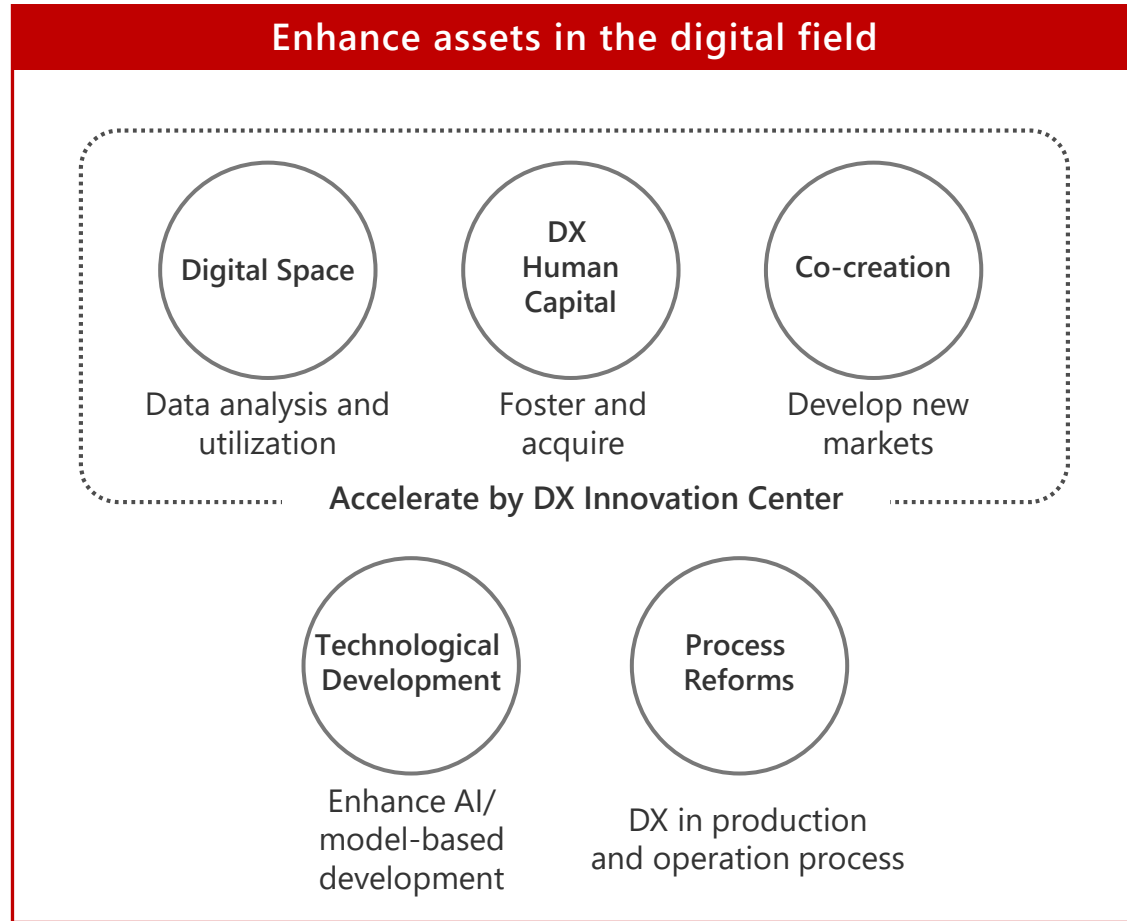 Enhance assets in the digital field
Digital Space
DX
Human
Capital
Co-creation
Data analysis and
utilization
Foster and
acquire
Develop new
markets
Accelerate by DX Innovation Center
Technological
Development
Process
Reforms
Enhance AI/
model-based
development
DX in production
and operation process